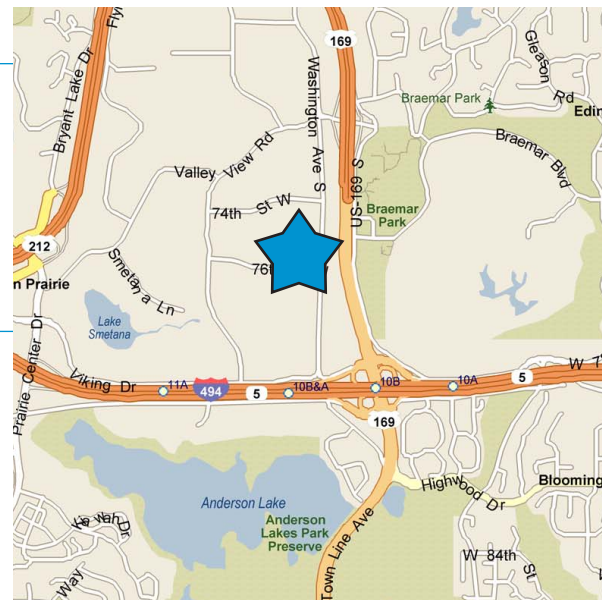 Fly
169
Bryant Lake Dr
Washington Ave S
Gleason Rd
Braemar Park
Edin
Braemar Blvd
Valley View Rd
US-169 S
74th St W
Braemar
Park
212
76t
n Prairie
Smetana Ln
Lake
Smetana
Prairie Center Dr
Viking Dr
11A
494
5
10B&A
10B
10A
5
W 7
169
Highwood Dr
Blooming
Anderson Lake
Anderson
Lakes Park
Preserve
Town Line Ave
W 84th
St
Way